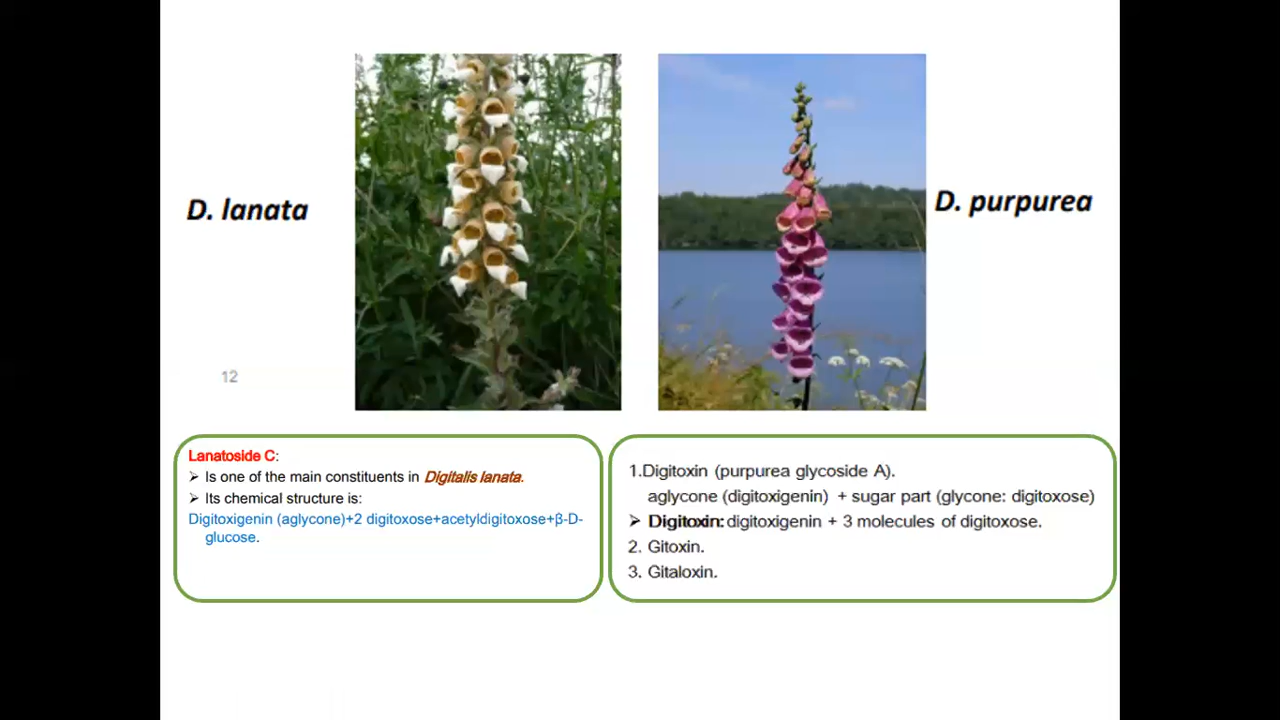 D. lanata
D. purpurea
12
Lanatoside C:
➢ Is one of the main constituents in Digitalis lanata.
➢ Its chemical structure is:
Digitoxigenin (aglycone)+2 digitoxose+acetyldigitoxose+β-D-
glucose.
1.Digitoxin (purpurea glycoside A).
aglycone (digitoxigenin) + sugar part (glycone: digitoxose)
➢ Digitoxin: digitoxigenin + 3 molecules of digitoxose.
2. Gitoxin.
3. Gitaloxin.